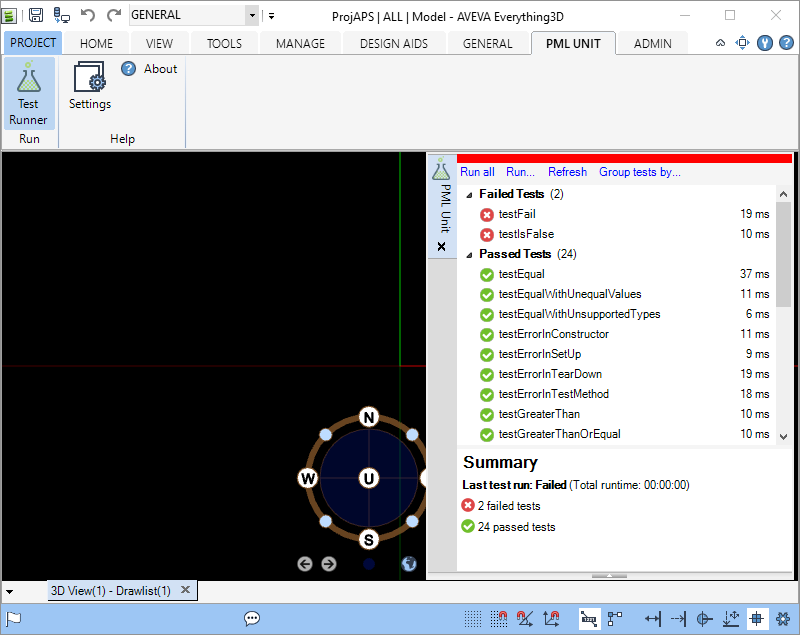 GENERAL
ProjAPS | ALL | Model - AVEVA Everything3D
PROJECT HOME VIEW TOOLS MANAGE DESIGN AIDS GENERAL PML UNIT ADMIN
Test Runner
Settings
About
Run
Help
PML Unit
Run all Run... Refresh Group tests by...
Failed Tests (2)
testFail 19 ms
testIsFalse 10 ms
Passed Tests (24)
testEqual 37 ms
testEqualWithUnequalValues 11 ms
testEqualWithUnsupportedTypes 6 ms
testErrorInConstructor 11 ms
testErrorInSetUp 9 ms
testErrorInTearDown 19 ms
testErrorInTestMethod 18 ms
testGreaterThan 10 ms
testGreaterThanOrEqual 10 ms
N
W U
S
Summary
Last test run: Failed (Total runtime: 00:00:00)
2 failed tests
24 passed tests
3D View(1) - Drawlist(1)